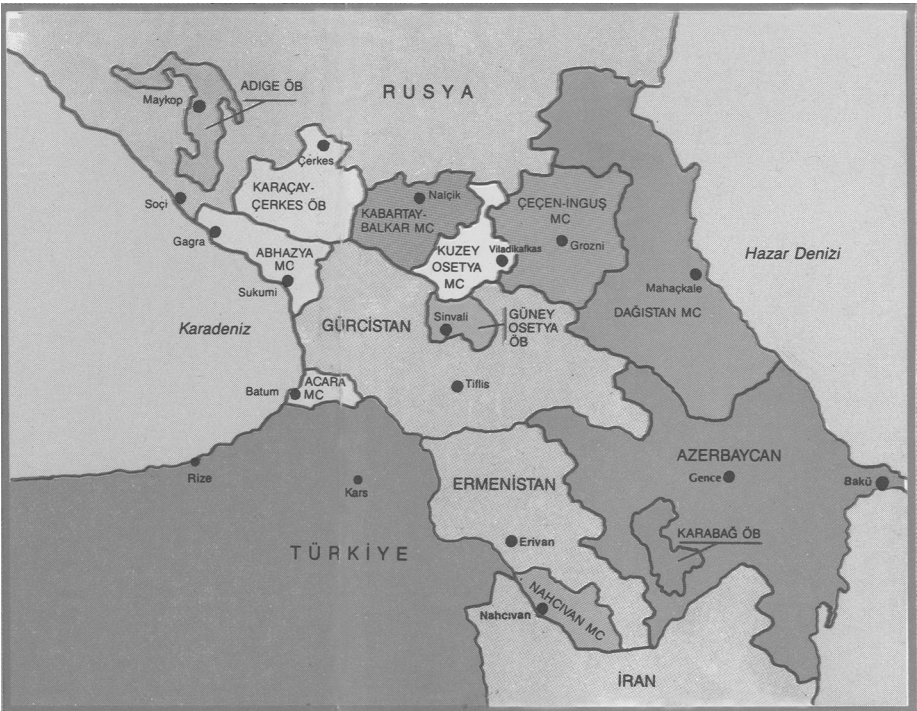 RUSYA
ADIGE ÖB
Maykop
Çerkes
KARAÇAY-
ÇERKES ÖB
Soçi
Gagra
ABHAZYA
MC
Sukumi
Nalçik
KABARTAY-
BALKAR MC
KUZEY
OSETYA
MC
Viladikafkas
ÇEÇEN-İNGUŞ
MC
Grozni
Hazar Denizi
Mahaçkale
DAĞISTAN MC
Karadeniz
GÜRCİSTAN
Sinvali
GÜNEY
OSETYA
ÖB
Tiflis
Batum
ACARA
MC
Rize
Kars
TÜRKİYE
ERMENİSTAN
Erivan
AZERBAYCAN
Gence
Bakü
KARABAĞ ÖB
NAHCIVAN MC
Nahcıvan
İRAN